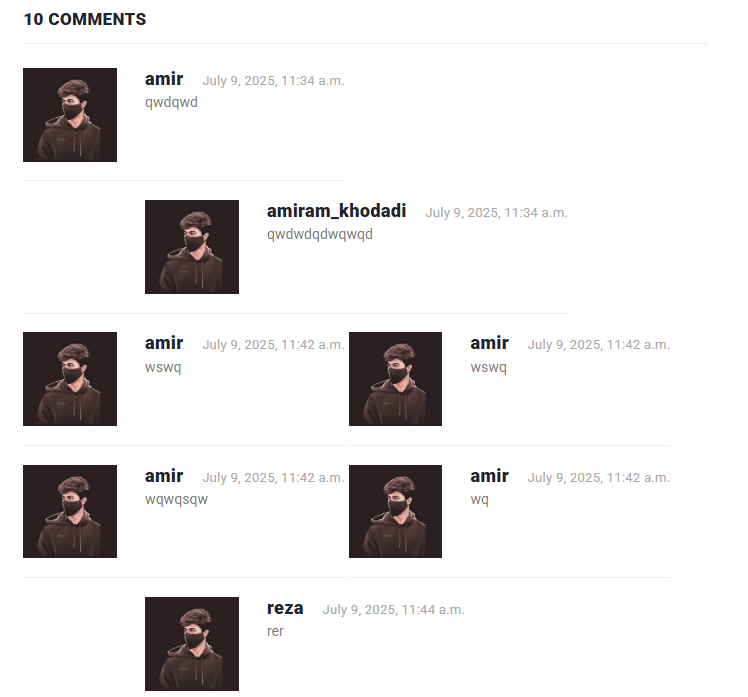 10 COMMENTS
amir July 9, 2025, 11:34 a.m.
qwdqwd
amiram_khodadi July 9, 2025, 11:34 a.m.
qwdwdqdwqwqd
amir July 9, 2025, 11:42 a.m.
wswq
amir July 9, 2025, 11:42 a.m.
wswq
amir July 9, 2025, 11:42 a.m.
wqwqsqw
amir July 9, 2025, 11:42 a.m.
wq
reza July 9, 2025, 11:44 a.m.
rer